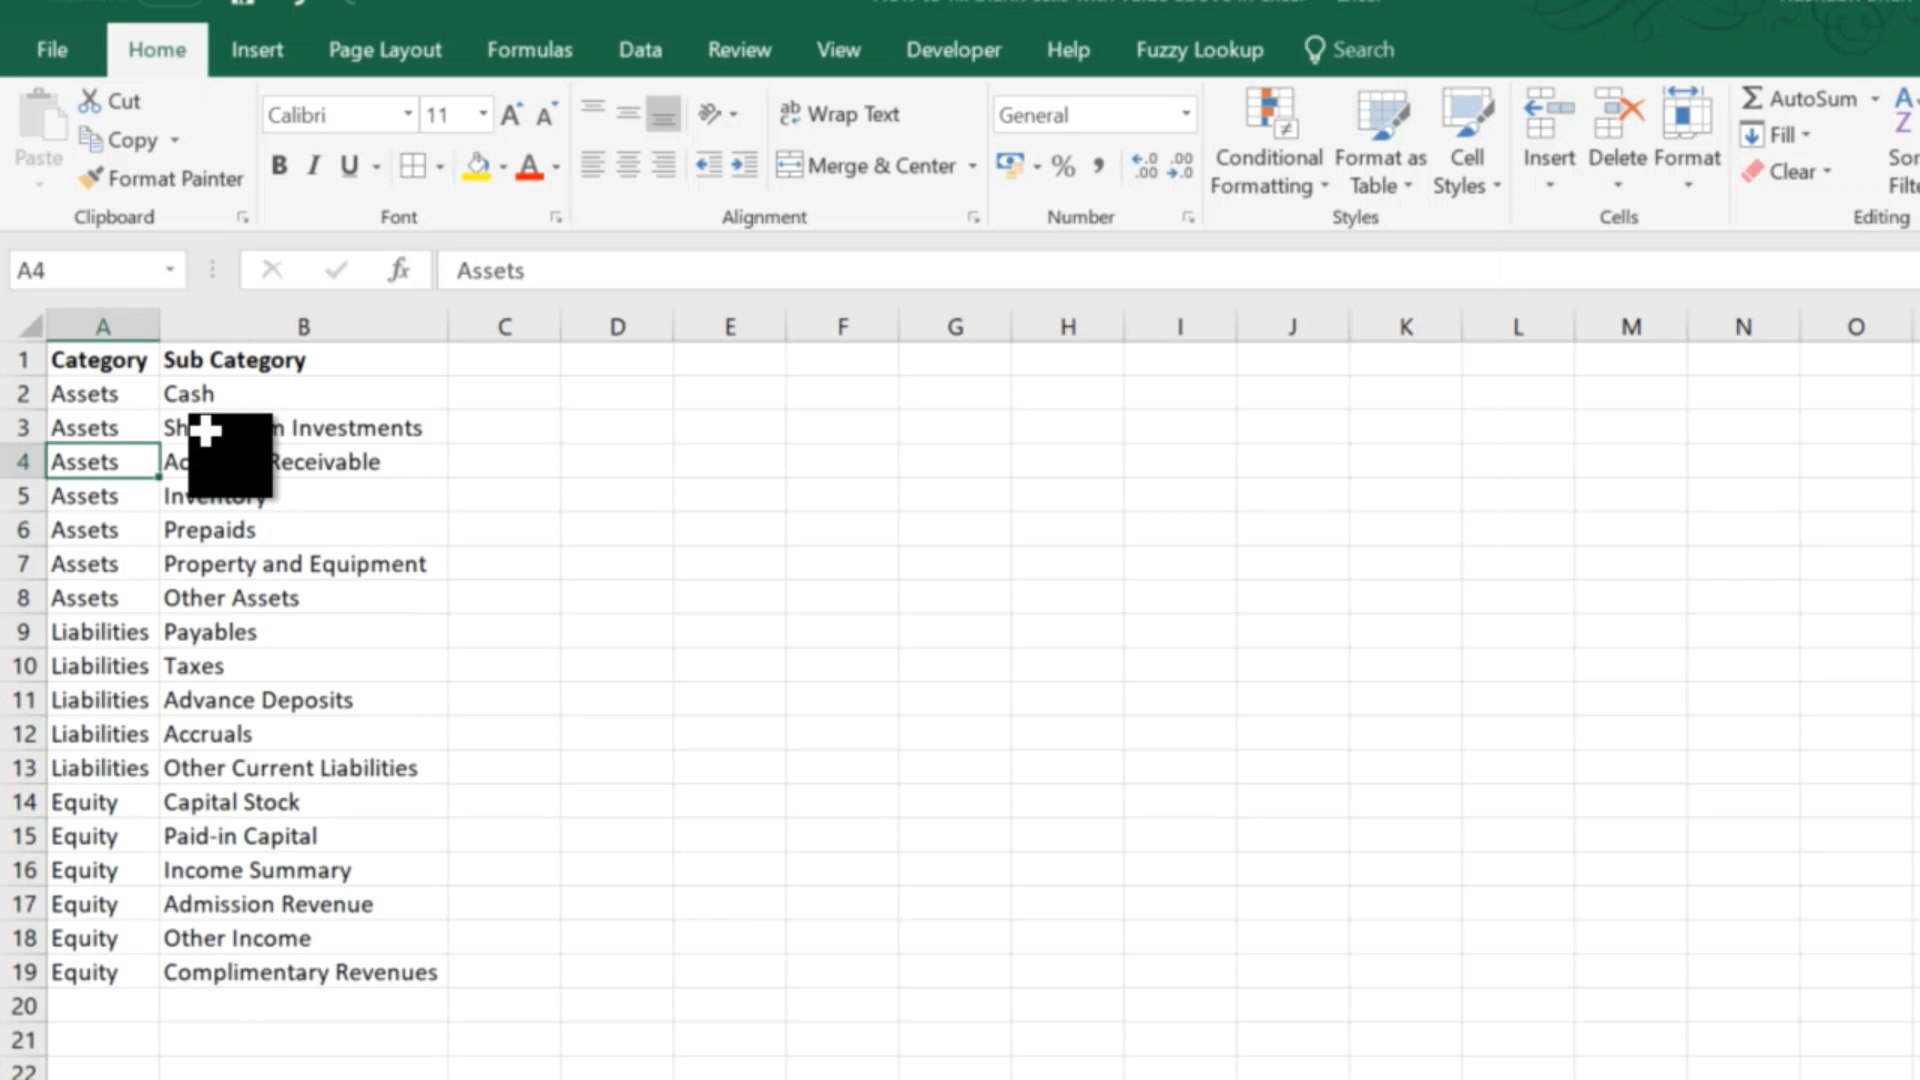 File Home Insert Page Layout Formulas Data Review View Developer Help Fuzzy Lookup Search
Paste
Cut
Copy
Format Painter
Clipboard
Calibri 11
B I U
Font
Wrap Text
Merge & Center
Alignment
General
Number
Conditional Formatting
Format as Table
Cell Styles
Styles
Insert Delete Format
Cells
AutoSum
Fill
Clear
Editing
A4 fx Assets
A B C D E F G H I J K L M N O
1 Category Sub Category
2 Assets Cash
3 Assets Investments
4 Assets Receivable
5 Assets Inventory
6 Assets Prepaids
7 Assets Property and Equipment
8 Assets Other Assets
9 Liabilities Payables
10 Liabilities Taxes
11 Liabilities Advance Deposits
12 Liabilities Accruals
13 Liabilities Other Current Liabilities
14 Equity Capital Stock
15 Equity Paid-in Capital
16 Equity Income Summary
17 Equity Admission Revenue
18 Equity Other Income
19 Equity Complimentary Revenues
20
21
22